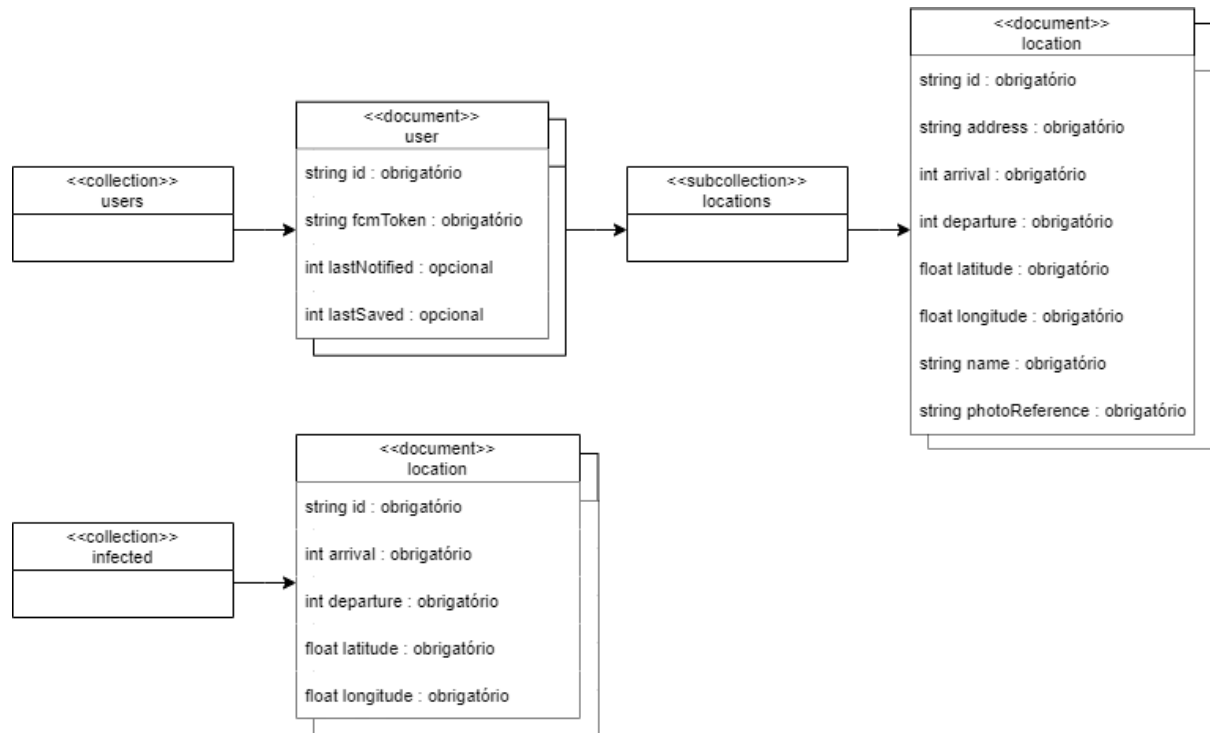 <<collection>>
users
<<document>>
user
string id : obrigatório
string fcmToken : obrigatório
int lastNotified : opcional
int lastSaved : opcional
<<subcollection>>
locations
<<document>>
location
string id : obrigatório
string address : obrigatório
int arrival : obrigatório
int departure : obrigatório
float latitude : obrigatório
float longitude : obrigatório
string name : obrigatório
string photoReference : obrigatório
<<collection>>
infected
<<document>>
location
string id : obrigatório
int arrival : obrigatório
int departure : obrigatório
float latitude : obrigatório
float longitude : obrigatório